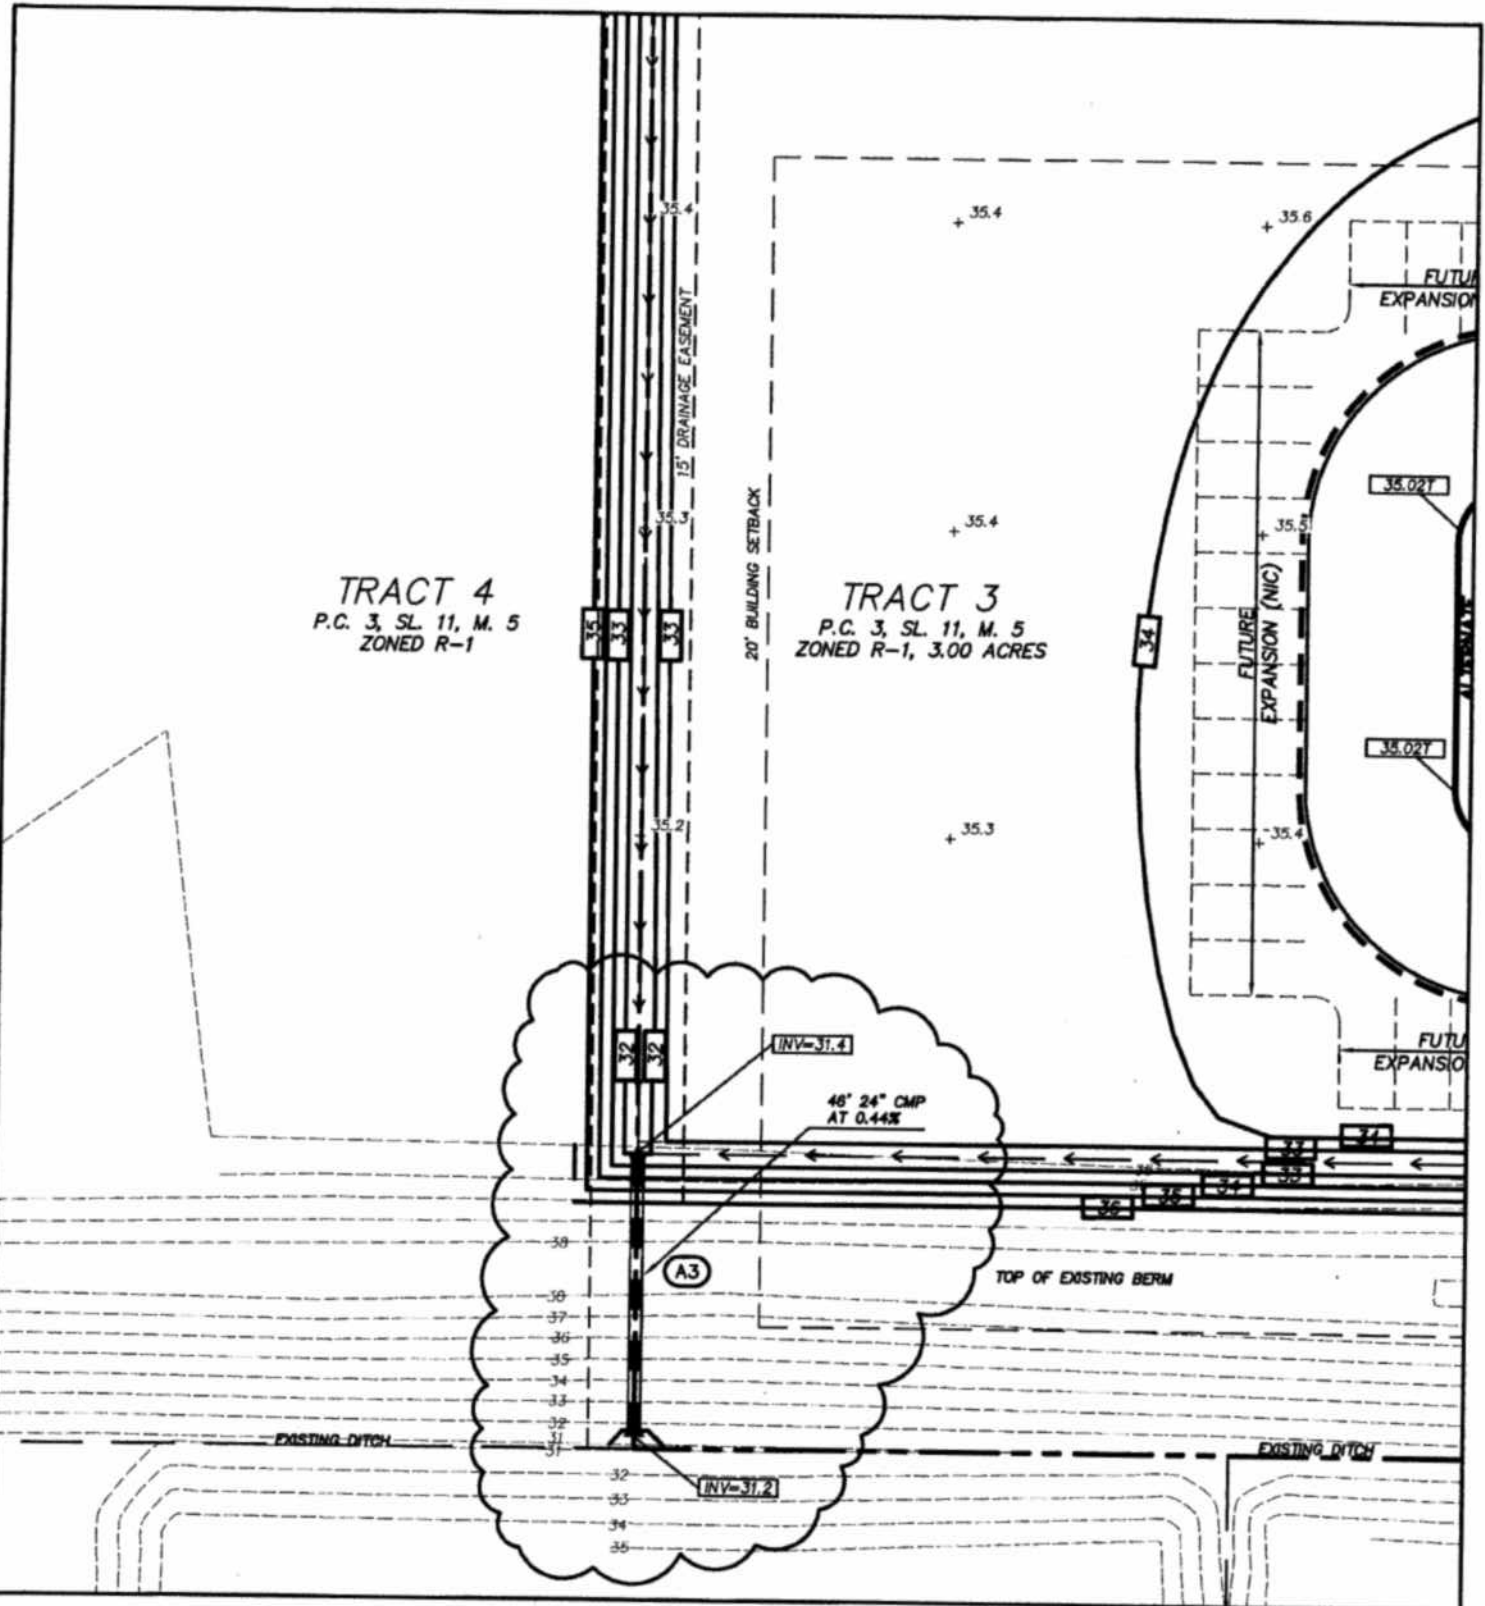 35.4
35.4
35.6
FUTU
EXPANSION
15' DRAINAGE EASEMENT
20' BUILDING SETBACK
35.02T
35.3
35.4
35.5
TRACT 4
P.C. 3, SL. 11, M. 5
ZONED R-1
35
33
33
TRACT 3
P.C. 3, SL. 11, M. 5
ZONED R-1, 3.00 ACRES
34
FUTURE
EXPANSION (NIC)
35.02T
35.2
35.3
35.4
32
32
INV=31.4
FUTU
EXPANSIO
46' 24" CMP
AT 0.44%
34
33
33
34
35
36
38
A3
TOP OF EXISTING BERM
38
37
36
35
34
33
32
31
31
EXISTING DITCH
EXISTING DITCH
INV=31.2
32
33
34
35